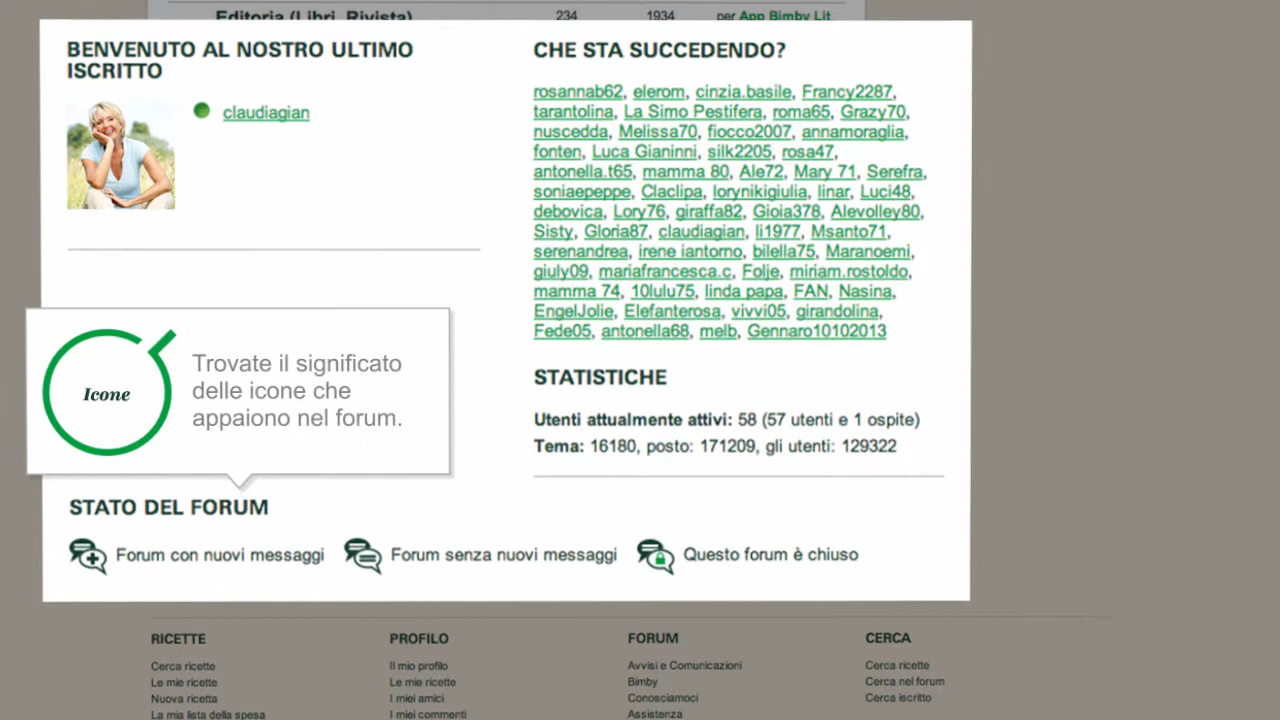 Editoria (Libri, Rivista) 234 1934 per App Bimby Lit
BENVENUTO AL NOSTRO ULTIMO
ISCRITTO
claudiagian
CHE STA SUCCEDENDO?
rosannab62, elerom, cinzia.basile, Francy2287,
tarantolina, La Simo Pestifera, roma65, Grazy70,
nuscedda, Melissa70, fiocco2007, annamoraglia,
fonten, Luca Gianinni, silk2205, rosa47,
antonella.t65, mamma 80, Ale72, Mary 71, Serefra,
soniaepeppe, Claclipa, lorynikigiulia, linar, Luci48,
debovica, Lory76, giraffa82, Gioia378, Alevolley80,
Sisty, Gloria87, claudiagian, li1977, Msanto71,
serenandrea, irene iantorno, bilella75, Maranoemi,
giuly09, mariafrancesca.c, Folje, miriam.rostoldo,
mamma 74, 10lulu75, linda papa, FAN, Nasina,
EngelJolie, Elefanterosa, vivvi05, girandolina,
Fede05, antonella68, melb, Gennaro10102013
Icone
Trovate il significato
delle icone che
appaiono nel forum.
STATISTICHE
Utenti attualmente attivi: 58 (57 utenti e 1 ospite)
Tema: 16180, posto: 171209, gli utenti: 129322
STATO DEL FORUM
Forum con nuovi messaggi Forum senza nuovi messaggi Questo forum è chiuso
RICETTE PROFILO FORUM CERCA
Cerca ricette Il mio profilo Avvisi e Comunicazioni Cerca ricette
Le mie ricette Le mie ricette Bimby Cerca nel forum
Nuova ricetta I miei amici Conosciamoci Cerca iscritto
La mia lista della spesa I miei commenti Assistenza